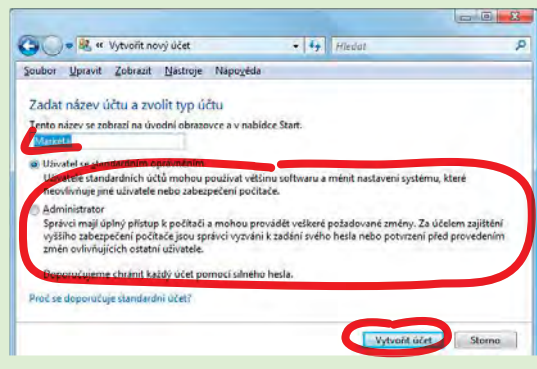 « Vytvořit nový účet
Hledat
Soubor Upravit Zobrazit Nástroje Nápověda
Zadat název účtu a zvolit typ účtu
Tento název se zobrazí na úvodní obrazovce a v nabídce Start.
Markéta
Uživatel se standardním oprávněním
Uživatelé standardních účtů mohou používat většinu softwaru a měnit nastavení systému, které
neovlivňuje jiné uživatele nebo zabezpečení počítače.
Administrator
Správci mají úplný přístup k počítači a mohou provádět veškeré požadované změny. Za účelem zajištění
vyššího zabezpečení počítače jsou správci vyzváni k zadání svého hesla nebo potvrzení před provedením
změn ovlivňujících ostatní uživatele.
Doporučujeme chránit každý účet pomocí silného hesla.
Proč se doporučuje standardní účet?
Vytvořit účet Storno